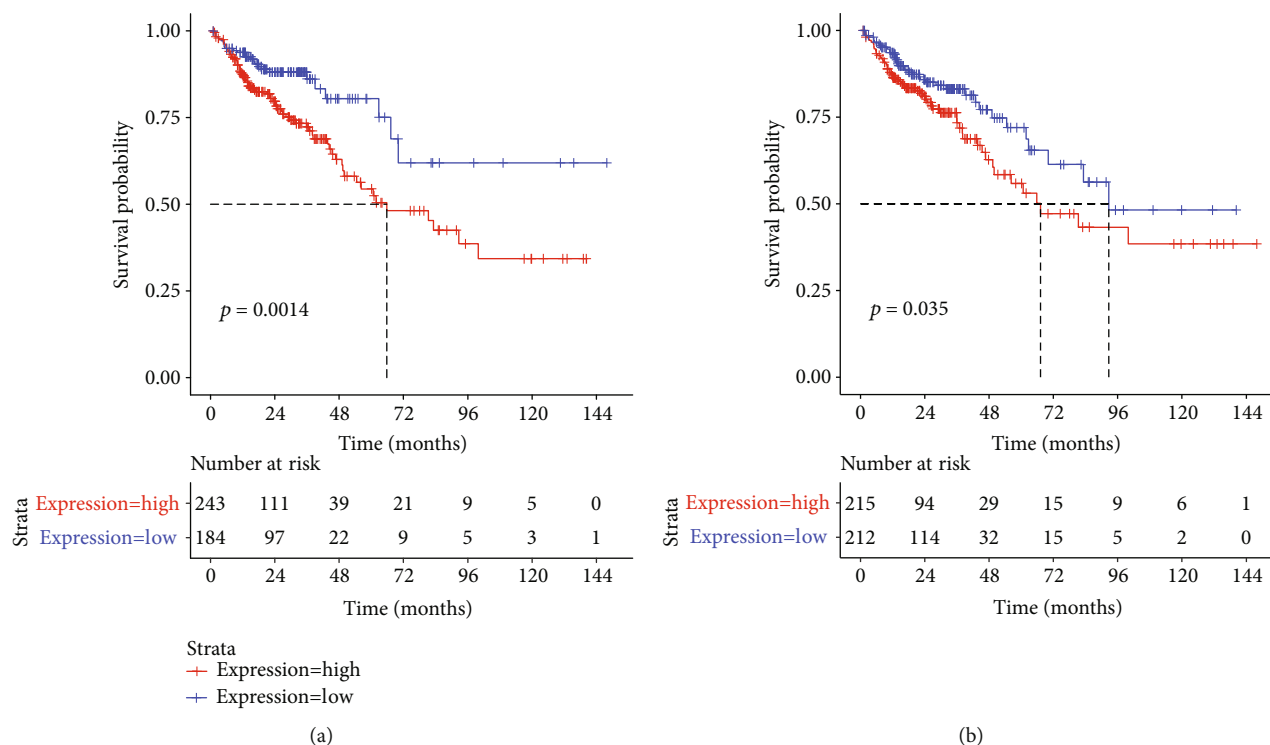 1.00
0.75
0.50
0.25
0.00
Survival probability
p = 0.0014
0 24 48 72 96 120 144
Time (months)
Number at risk
Strata
Expression=high 243 111 39 21 9 5 0
Expression=low 184 97 22 9 5 3 1
0 24 48 72 96 120 144
Time (months)
Strata
Expression=high
Expression=low
(a)
1.00
0.75
0.50
0.25
0.00
Survival probability
p = 0.035
0 24 48 72 96 120 144
Time (months)
Number at risk
Strata
Expression=high 215 94 29 15 9 6 1
Expression=low 212 114 32 15 5 2 0
0 24 48 72 96 120 144
Time (months)
(b)